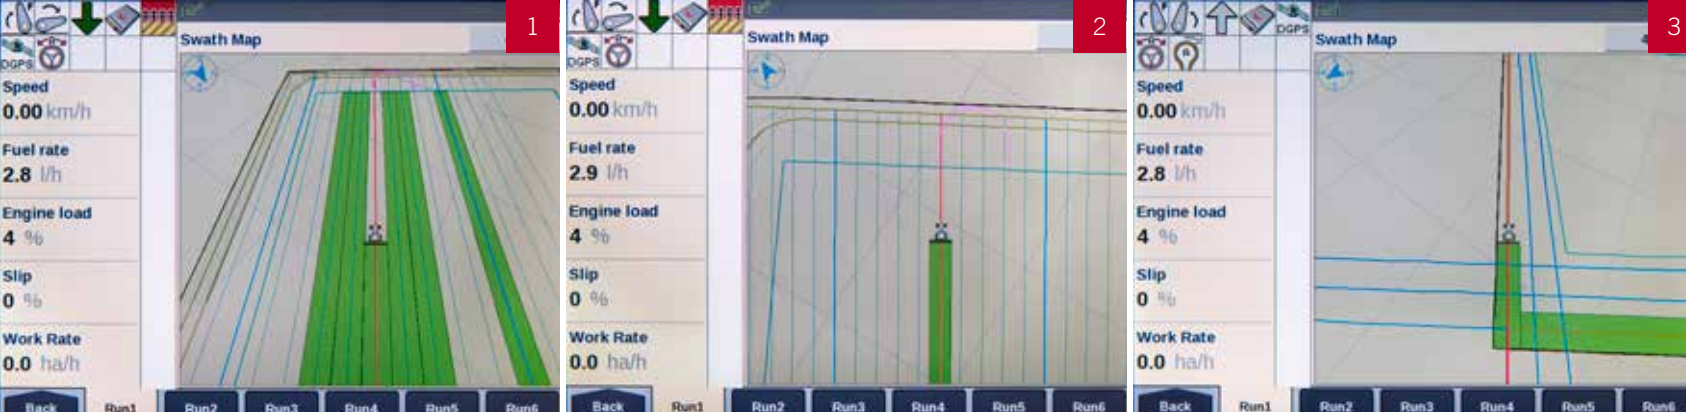 1
Swath Map
DGPS
Speed
0.00 km/h
Fuel rate
2.8 l/h
Engine load
4 %
Slip
0 %
Work Rate
0.0 ha/h
Back Run1 Run2 Run3 Run4 Run5 Run6
2
Swath Map
DGPS
Speed
0.00 km/h
Fuel rate
2.9 l/h
Engine load
4 %
Slip
0 %
Work Rate
0.0 ha/h
Back Run1 Run2 Run3 Run4 Run5 Run6
3
DGPS
Swath Map
Speed
0.00 km/h
Fuel rate
2.8 l/h
Engine load
4 %
Slip
0 %
Work Rate
0.0 ha/h
Back Run1 Run2 Run3 Run4 Run5 Run6